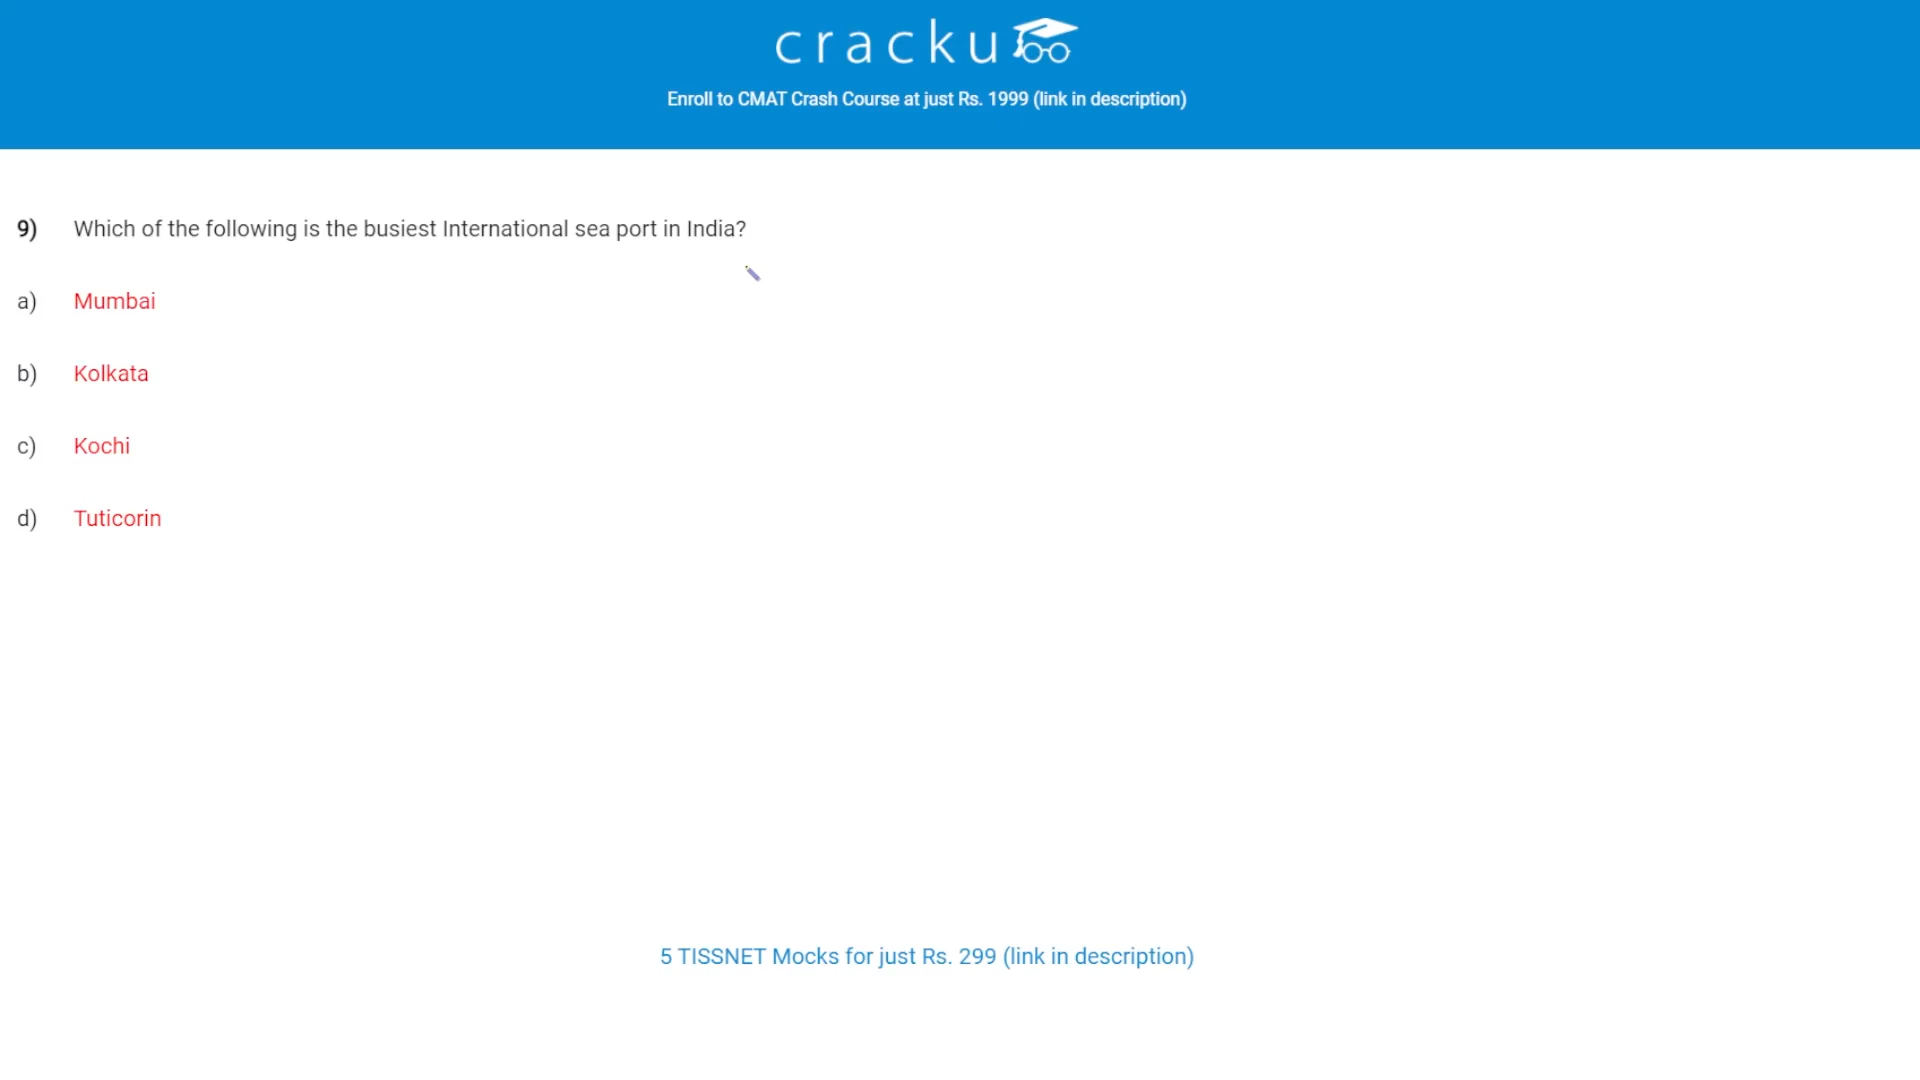 cracku
Enroll to CMAT Crash Course at just Rs. 1999 (link in description)
9) Which of the following is the busiest International sea port in India?
a) Mumbai
b) Kolkata
c) Kochi
d) Tuticorin
5 TISSNET Mocks for just Rs. 299 (link in description)